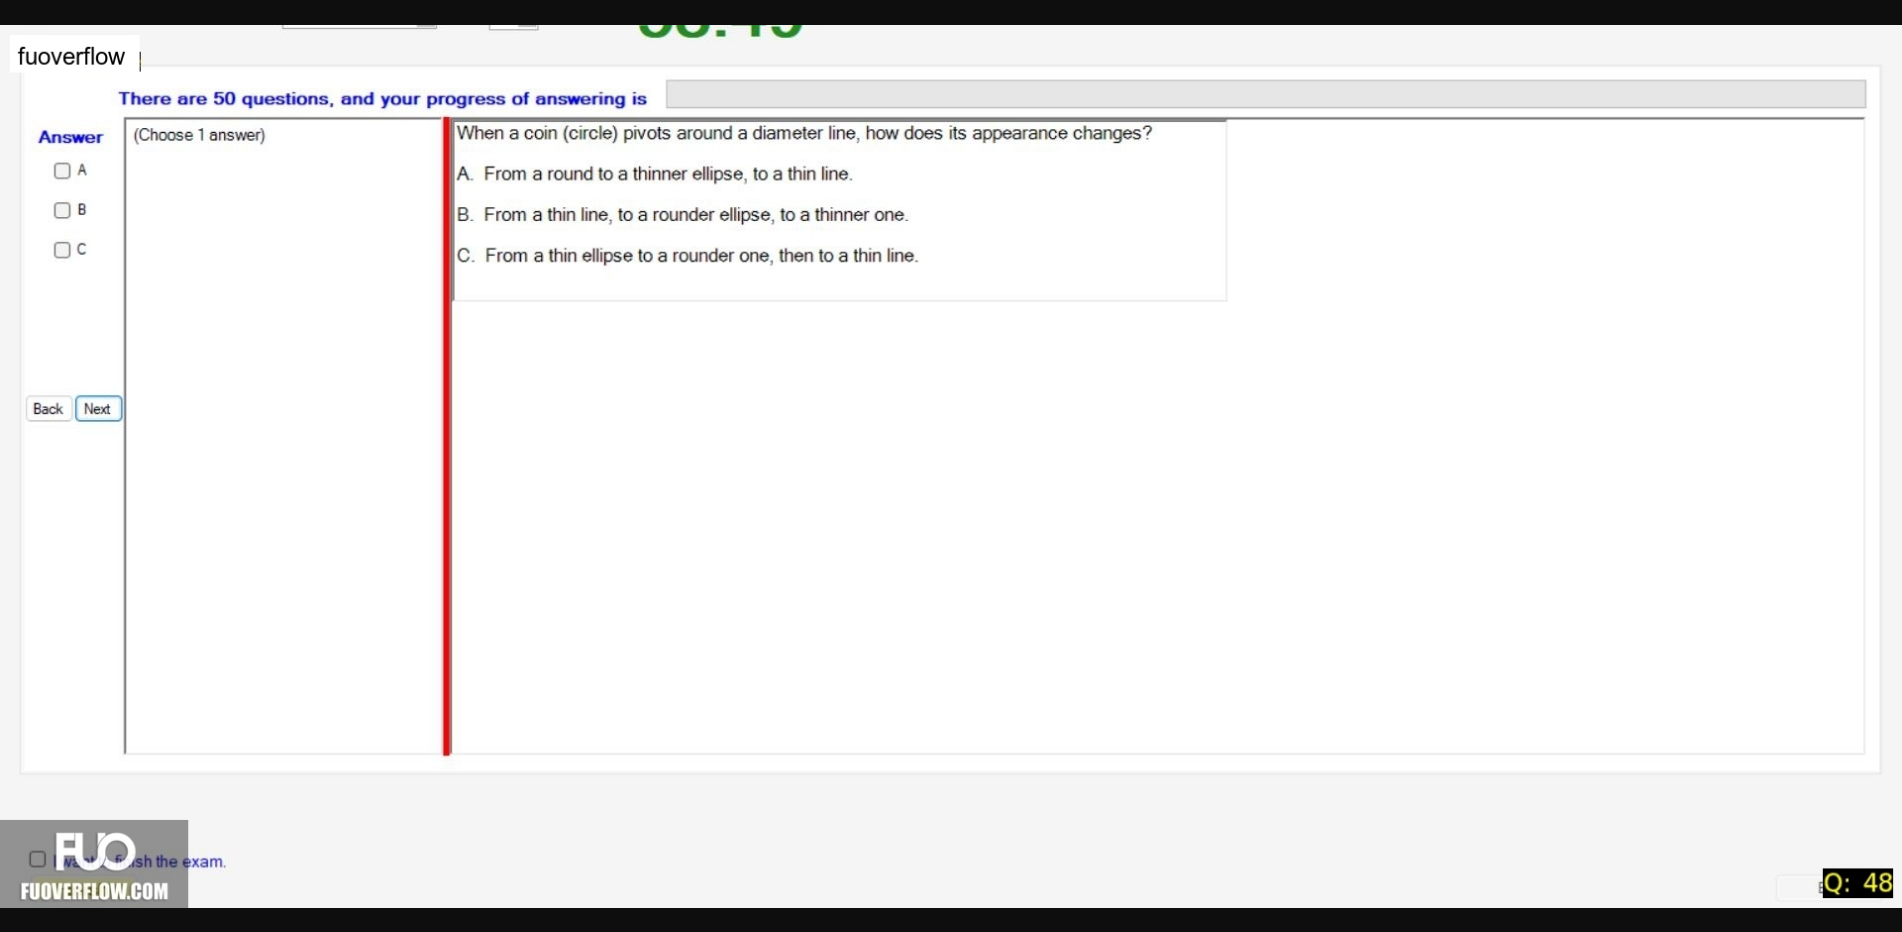 fuoverflow
There are 50 questions, and your progress of answering is
Answer
(Choose 1 answer)
A
B
C
When a coin (circle) pivots around a diameter line, how does its appearance changes?
A. From a round to a thinner ellipse, to a thin line.
B. From a thin line, to a rounder ellipse, to a thinner one.
C. From a thin ellipse to a rounder one, then to a thin line.
Back Next
FUO
the exam.
FUOVERFLOW.COM
Q: 48